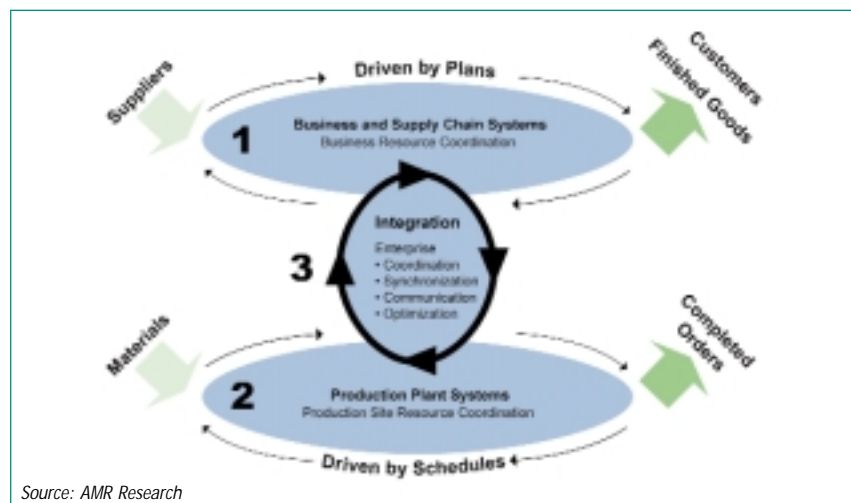 Suppliers
Driven by Plans
Customers
Finished Goods
1
Business and Supply Chain Systems
Business Resource Coordination
Integration
Enterprise
• Coordination
• Synchronization
• Communication
• Optimization
3
Materials
Completed
Orders
2
Production Plant Systems
Production Site Resource Coordination
Driven by Schedules
Source: AMR Research